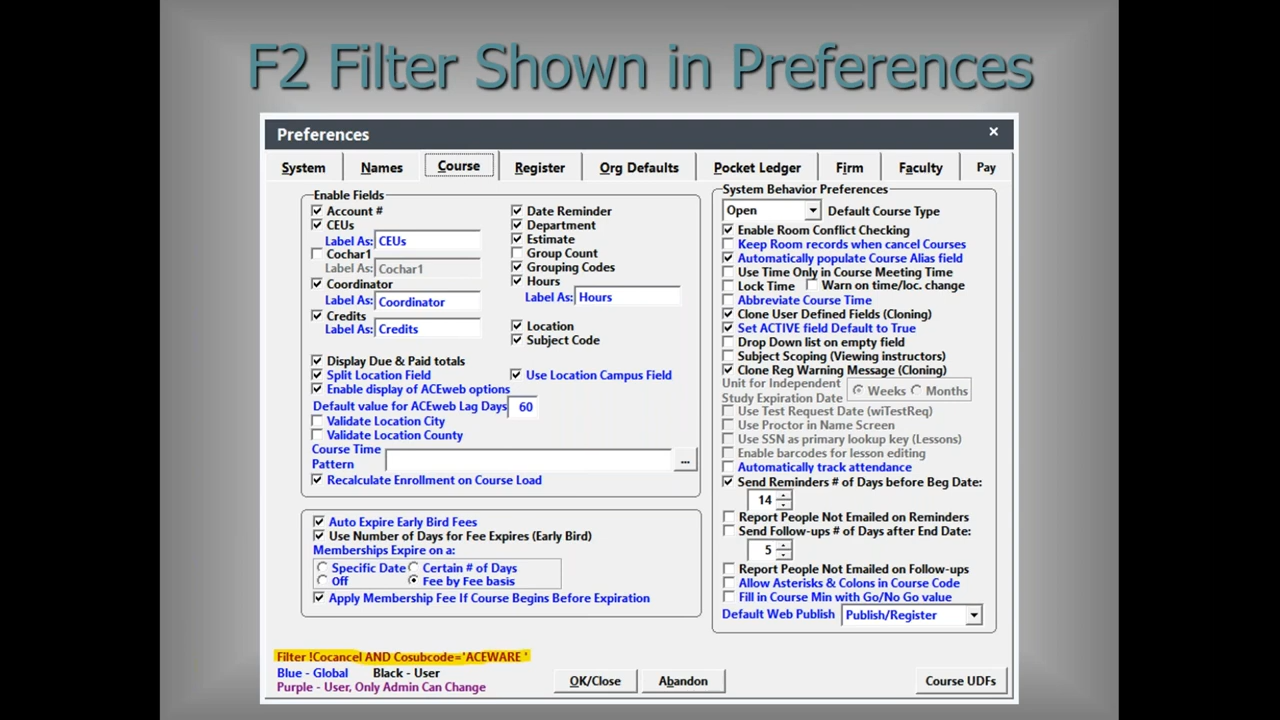 F2 Filter Shown in Preferences
Preferences
System Names Course Register Org Defaults Pocket Ledger Firm Faculty Pay
Enable Fields
Account #
CEUs
Label As: CEUs
Cochar1
Label As: Cochar1
Coordinator
Label As: Coordinator
Credits
Label As: Credits
Date Reminder
Department
Estimate
Group Count
Grouping Codes
Hours
Label As: Hours
Location
Subject Code
Display Due & Paid totals
Split Location Field
Use Location Campus Field
Enable display of ACEweb options
Default value for ACEweb Lag Days 60
Validate Location City
Validate Location County
Course Time
Pattern
...
Recalculate Enrollment on Course Load
Auto Expire Early Bird Fees
Use Number of Days for Fee Expires (Early Bird)
Memberships Expire on a:
Specific Date Certain # of Days
Off Fee by Fee basis
Apply Membership Fee If Course Begins Before Expiration
System Behavior Preferences
Open Default Course Type
Enable Room Conflict Checking
Keep Room records when cancel Courses
Automatically populate Course Alias field
Use Time Only in Course Meeting Time
Lock Time Warn on time/loc. change
Abbreviate Course Time
Clone User Defined Fields (Cloning)
Set ACTIVE field Default to True
Drop Down list on empty field
Subject Scoping (Viewing instructors)
Clone Reg Warning Message (Cloning)
Unit for Independent
Study Expiration Date
Weeks Months
Use Test Request Date (wiTestReq)
Use Proctor in Name Screen
Use SSN as primary lookup key (Lessons)
Enable barcodes for lesson editing
Automatically track attendance
Send Reminders # of Days before Beg Date:
14
Report People Not Emailed on Reminders
Send Follow-ups # of Days after End Date:
5
Report People Not Emailed on Follow-ups
Allow Asterisks & Colons in Course Code
Fill in Course Min with Go/No Go value
Default Web Publish Publish/Register
Filter !Cocancel AND Cosubcode='ACEWARE '
Blue - Global Black - User
Purple - User, Only Admin Can Change
OK/Close Abandon Course UDFs